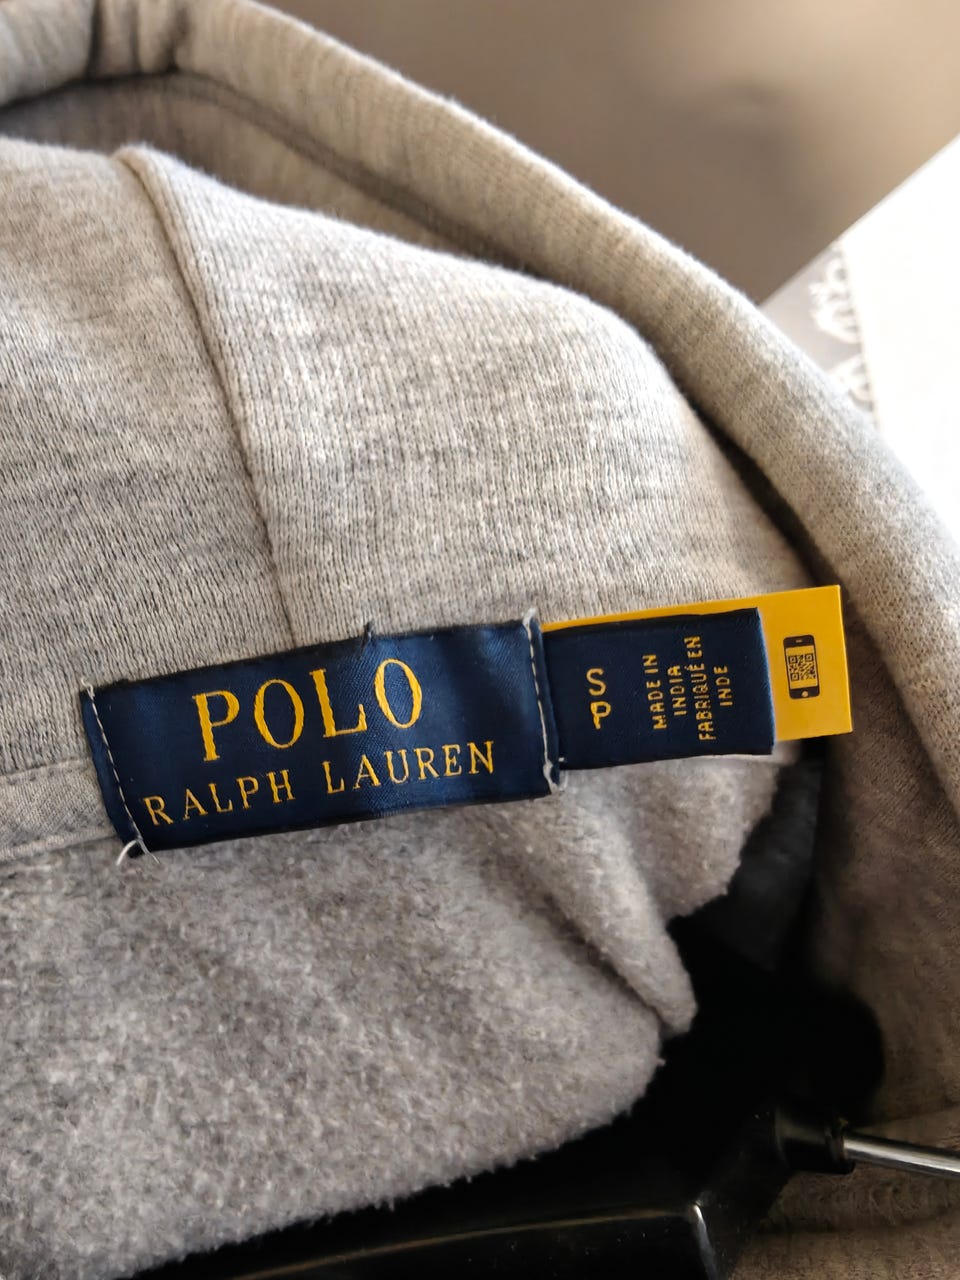 POLO
RALPH LAUREN
S
P
MADE IN
INDIA
FABRIQUÉ EN
INDE